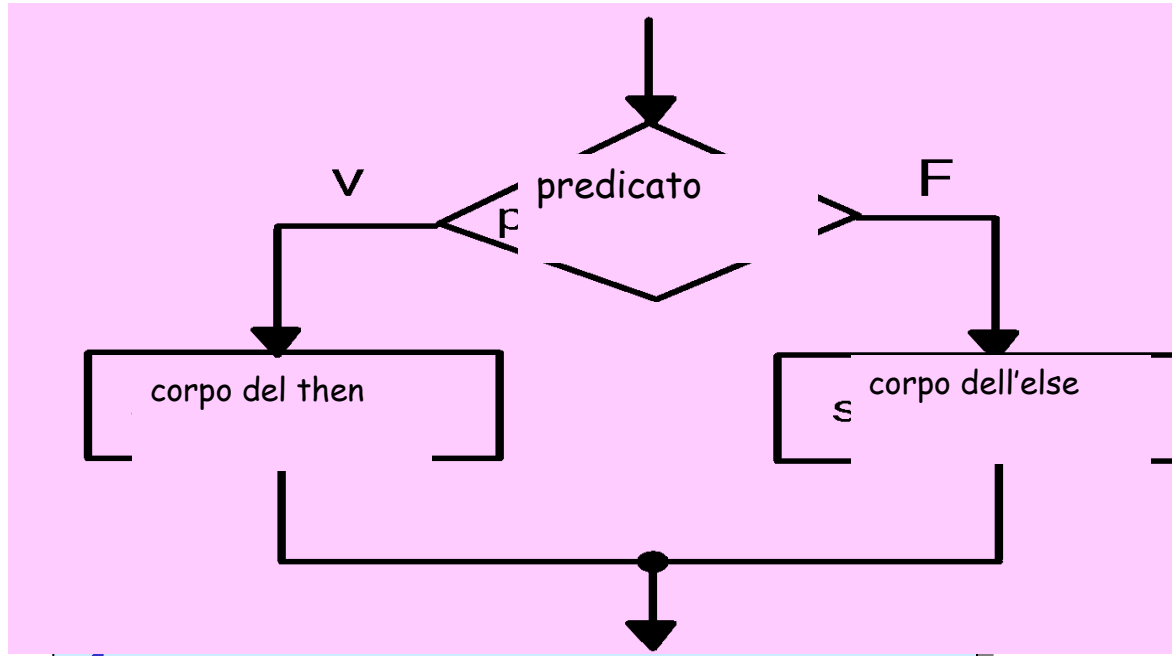 predicato
v
F
p
corpo del then
corpo dell'else
s